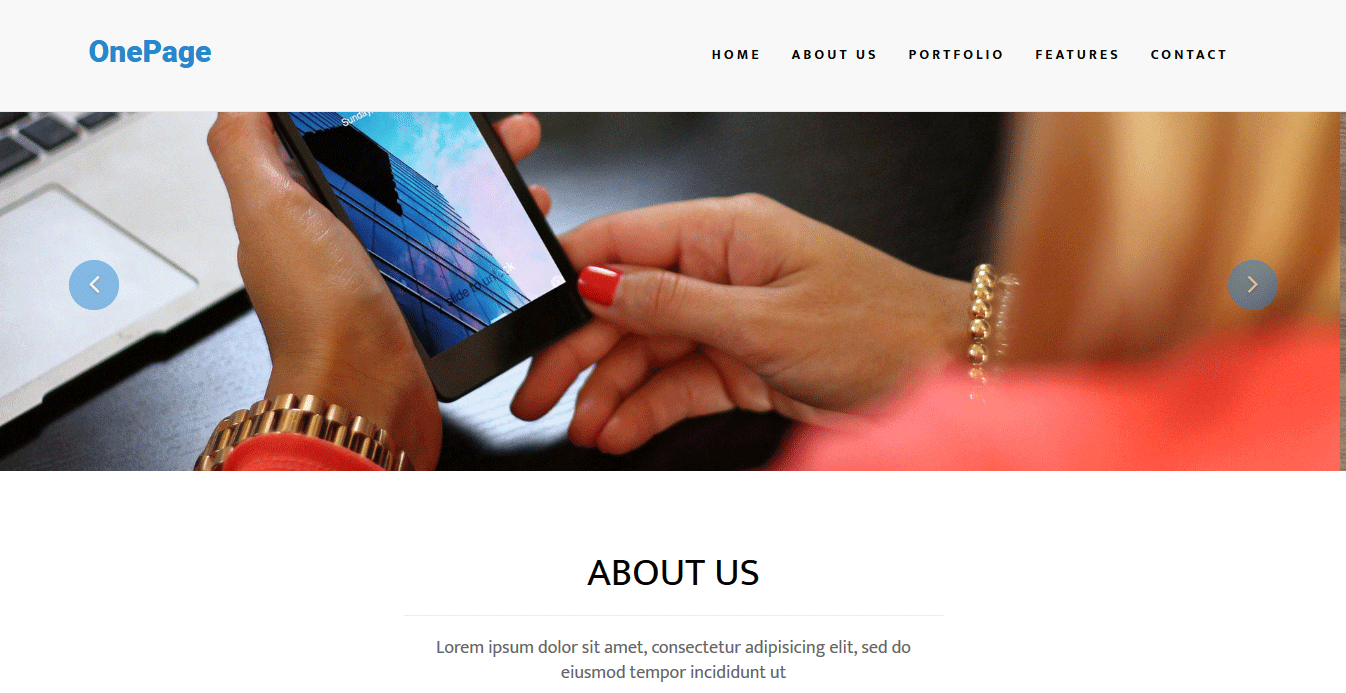 OnePage
HOME ABOUT US PORTFOLIO FEATURES CONTACT
Sunday
slide to unlock
ABOUT US
Lorem ipsum dolor sit amet, consectetur adipisicing elit, sed do
eiusmod tempor incididunt ut